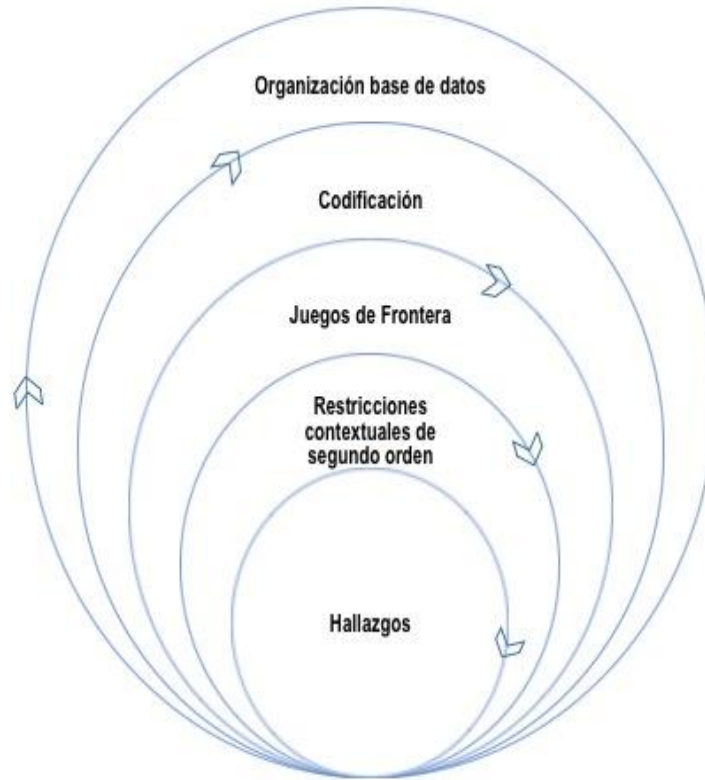 Organización base de datos
Codificación
Juegos de Frontera
Restricciones
contextuales de
segundo orden
Hallazgos